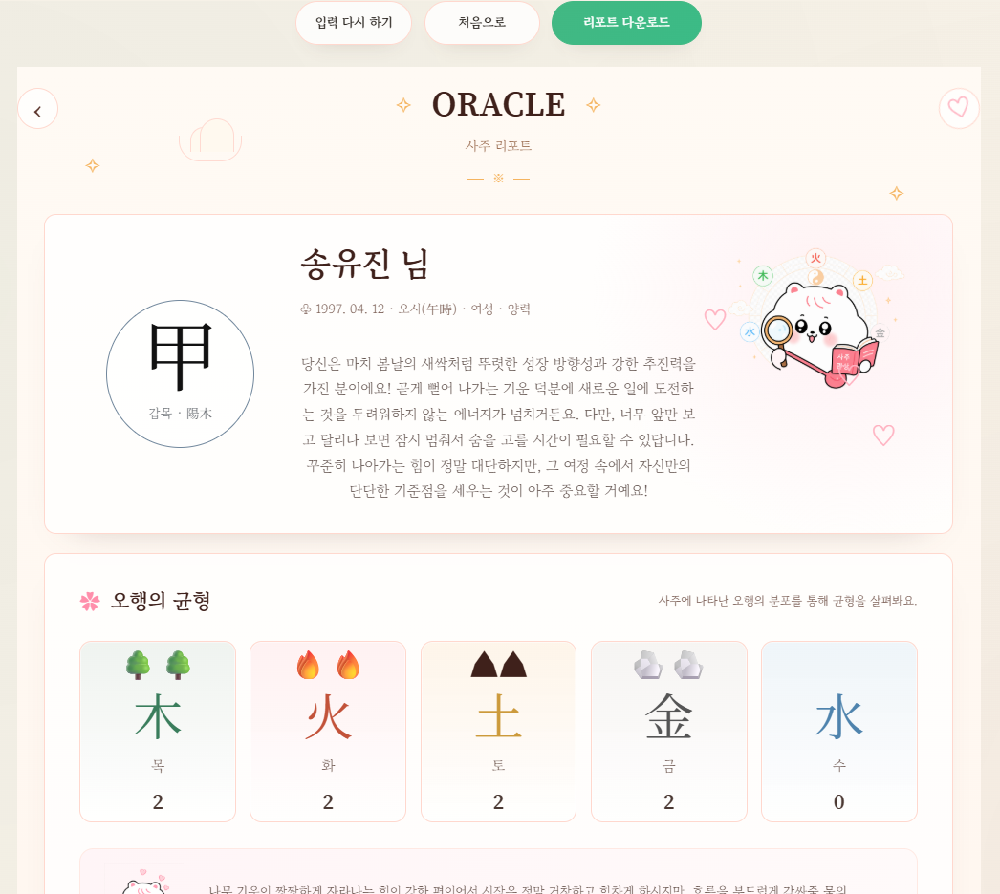 입력 다시 하기
처음으로
리포트 다운로드
ORACLE
사주 리포트
※
송유진 님
1997. 04. 12 · 오시(午時) · 여성 · 양력
甲
갑목 · 陽木
당신은 마치 봄날의 새싹처럼 뚜렷한 성장 방향성과 강한 추진력을
가진 분이에요! 곧게 뻗어 나가는 기운 덕분에 새로운 일에 도전하
는 것을 두려워하지 않는 에너지가 넘치거든요. 다만, 너무 앞만 보
고 달리다 보면 잠시 멈춰서 숨을 고를 시간이 필요할 수 있답니다.
꾸준히 나아가는 힘이 정말 대단하지만, 그 여정 속에서 자신만의
단단한 기준점을 세우는 것이 아주 중요할 거예요!
火
木
土
水
金
사주
오행의 균형
사주에 나타난 오행의 분포를 통해 균형을 살펴봐요.
木
목
2
火
화
2
土
토
2
金
금
2
水
수
0
나무 기운이 짱짱하게 자라나는 힘이 강한 편이어서 시작은 정말 거창하고 힘차게 하시지만, 흐름을 부드럽게 감싸줄 물의